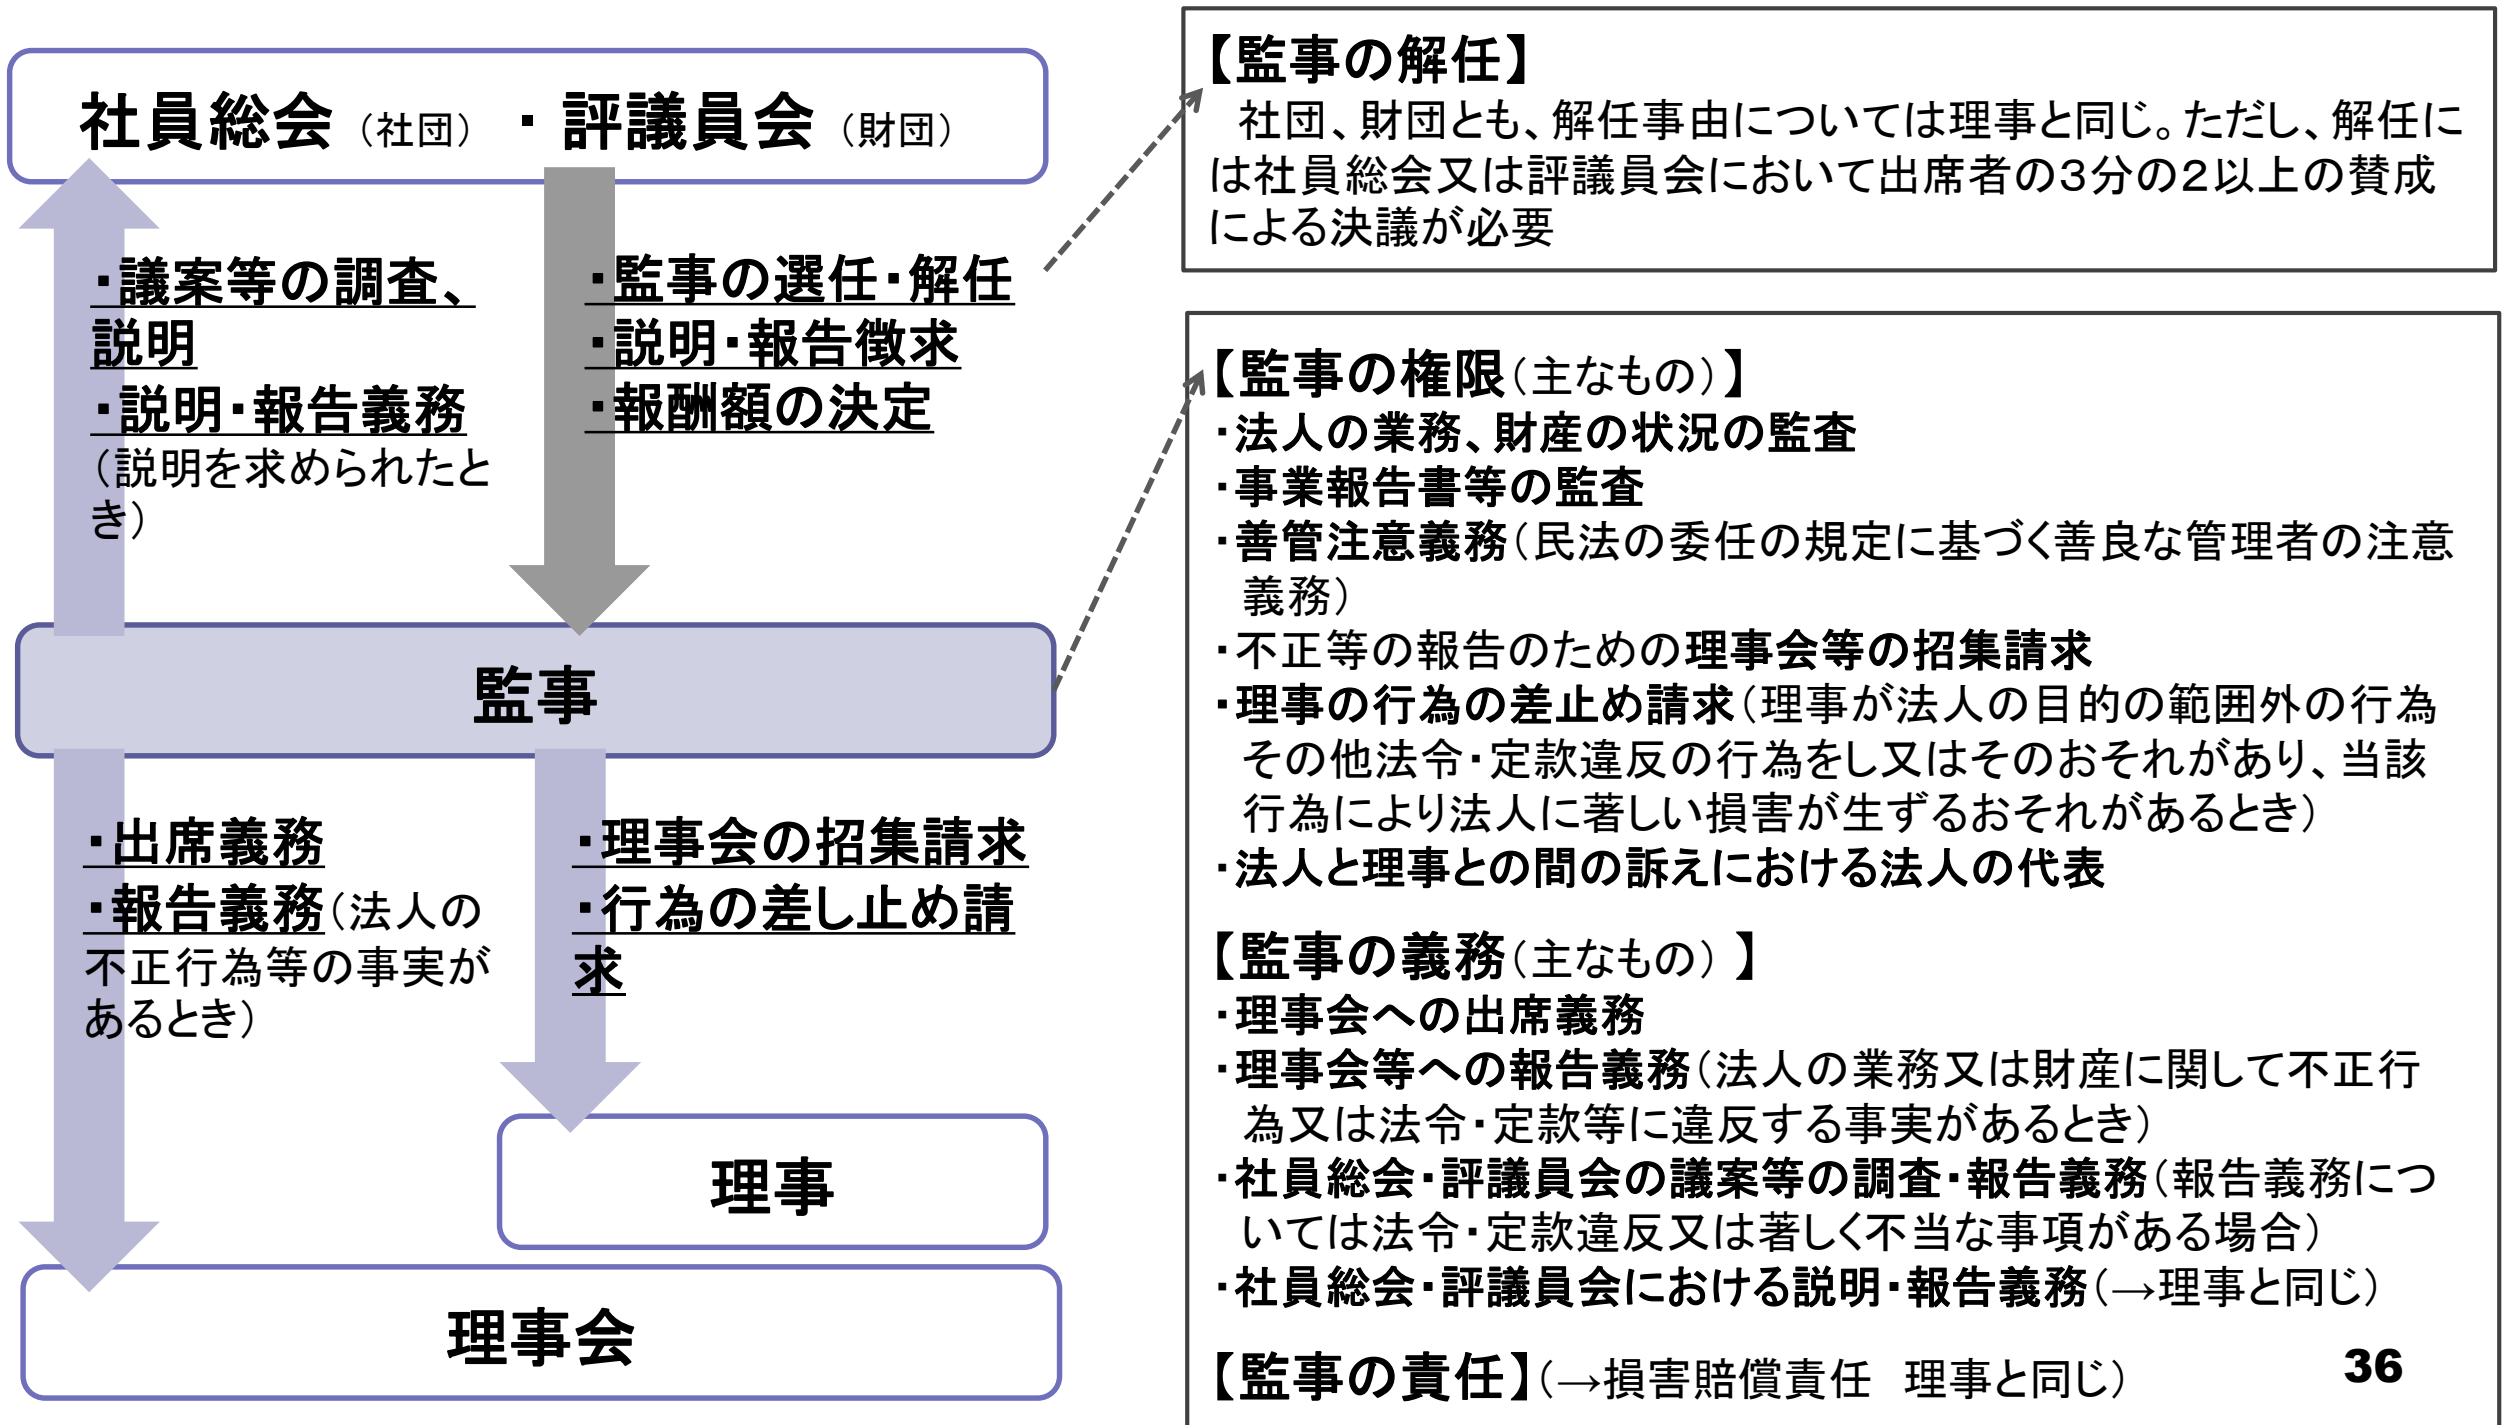 社員総会（社団）・評議員会（財団）
・議案等の調査、
説明
・説明・報告義務
（説明を求められたと
き）
・監事の選任・解任
・説明・報告徴求
・報酬額の決定
監事
・出席義務
・報告義務（法人の
不正行為等の事実が
あるとき）
・理事会の招集請求
・行為の差し止め請
求
理事
理事会
【監事の解任】
社団、財団とも、解任事由については理事と同じ。ただし、解任に
は社員総会又は評議員会において出席者の３分の２以上の賛成
による決議が必要
【監事の権限（主なもの）】
・法人の業務、財産の状況の監査
・事業報告書等の監査
・善管注意義務（民法の委任の規定に基づく善良な管理者の注意
義務）
・不正等の報告のための理事会等の招集請求
・理事の行為の差止め請求（理事が法人の目的の範囲外の行為
その他法令・定款違反の行為をし又はそのおそれがあり、当該
行為により法人に著しい損害が生ずるおそれがあるとき）
・法人と理事との間の訴えにおける法人の代表
【監事の義務（主なもの）】
・理事会への出席義務
・理事会等への報告義務（法人の業務又は財産に関して不正行
為又は法令・定款等に違反する事実があるとき）
・社員総会・評議員会の議案等の調査・報告義務（報告義務につ
いては法令・定款違反又は著しく不当な事項がある場合）
・社員総会・評議員会における説明・報告義務（→理事と同じ）
【監事の責任】（→損害賠償責任　理事と同じ）
36